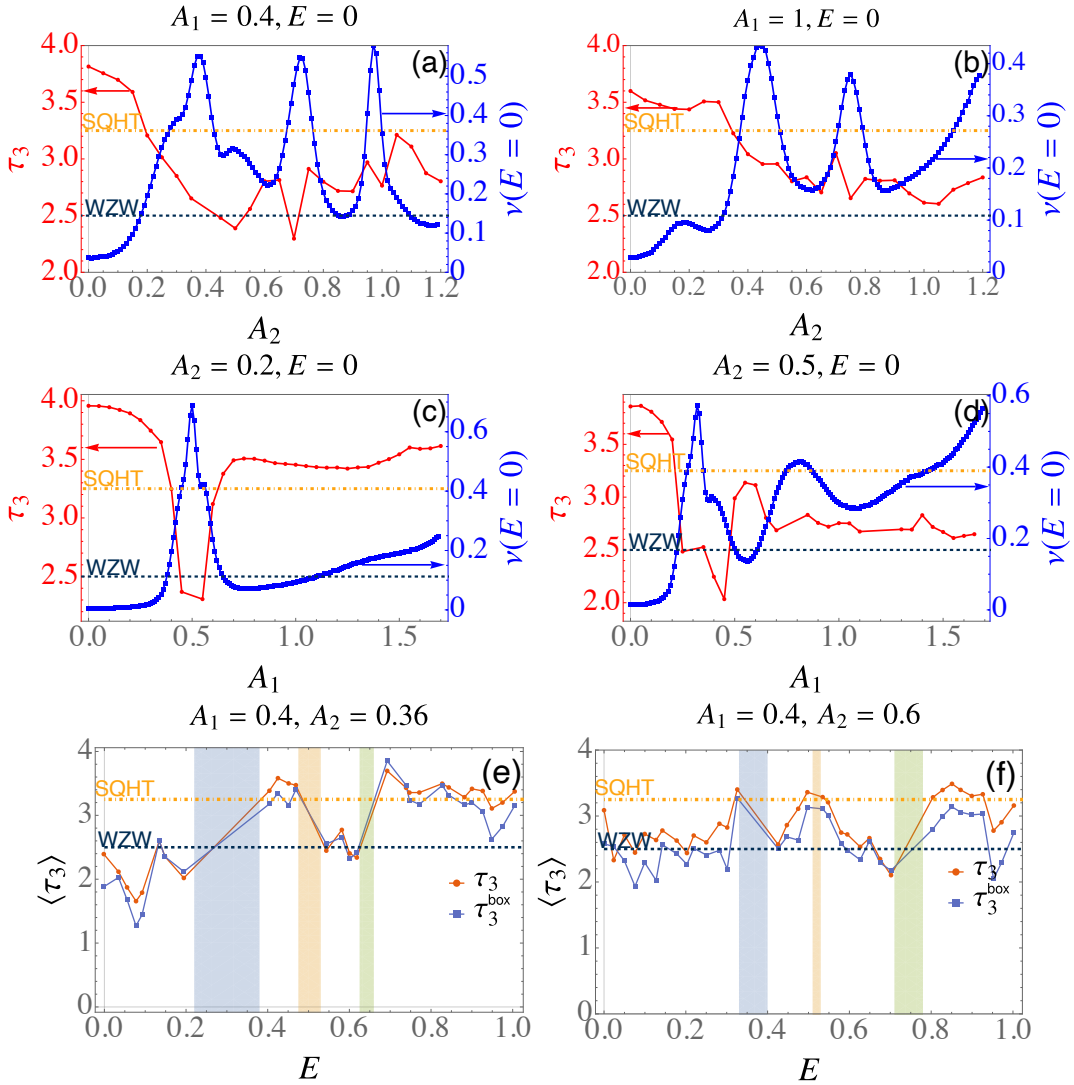 A₁ = 0.4, E = 0
(a)
τ₃
4.0
3.5
3.0
2.5
2.0
SQHT
WZW
0.0 0.2 0.4 0.6 0.8 1.0 1.2
A₂
0.5
0.4
0.3
0.2
0.1
0
ν(E = 0)
A₁ = 1, E = 0
(b)
τ₃
4.0
3.5
3.0
2.5
2.0
SQHT
WZW
0.0 0.2 0.4 0.6 0.8 1.0 1.2
A₂
0.4
0.3
0.2
0.1
0
ν(E = 0)
A₂ = 0.2, E = 0
(c)
τ₃
4.0
3.5
3.0
2.5
SQHT
WZW
0.0 0.5 1.0 1.5
A₁
0.6
0.4
0.2
0
ν(E = 0)
A₂ = 0.5, E = 0
(d)
τ₃
3.5
3.0
2.5
2.0
SQHT
WZW
0.0 0.5 1.0 1.5
A₁
0.6
0.4
0.2
0
ν(E = 0)
A₁ = 0.4, A₂ = 0.36
(e)
⟨τ₃⟩
4
3
2
1
0
SQHT
WZW
τ₃
τ₃^box
0.0 0.2 0.4 0.6 0.8 1.0
E
A₁ = 0.4, A₂ = 0.6
(f)
⟨τ₃⟩
4
3
2
1
0
SQHT
WZW
τ₃
τ₃^box
0.0 0.2 0.4 0.6 0.8 1.0
E